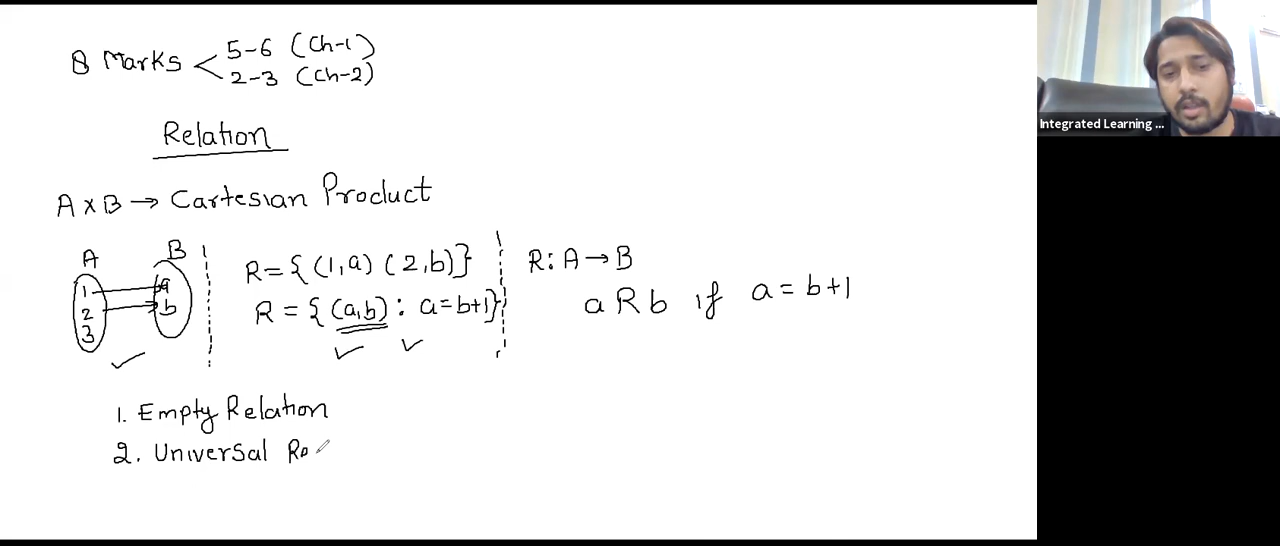 8 Marks < 5-6 (Ch-1)
2-3 (Ch-2)
Relation
A × B → Cartesian Product
A B
1 a
2 b
3
R = { (1,a) (2,b) }
R = { (a,b) : a = b+1 }
R : A → B
a R b if a = b+1
1. Empty Relation
2. Universal Re
Integrated Learning ...